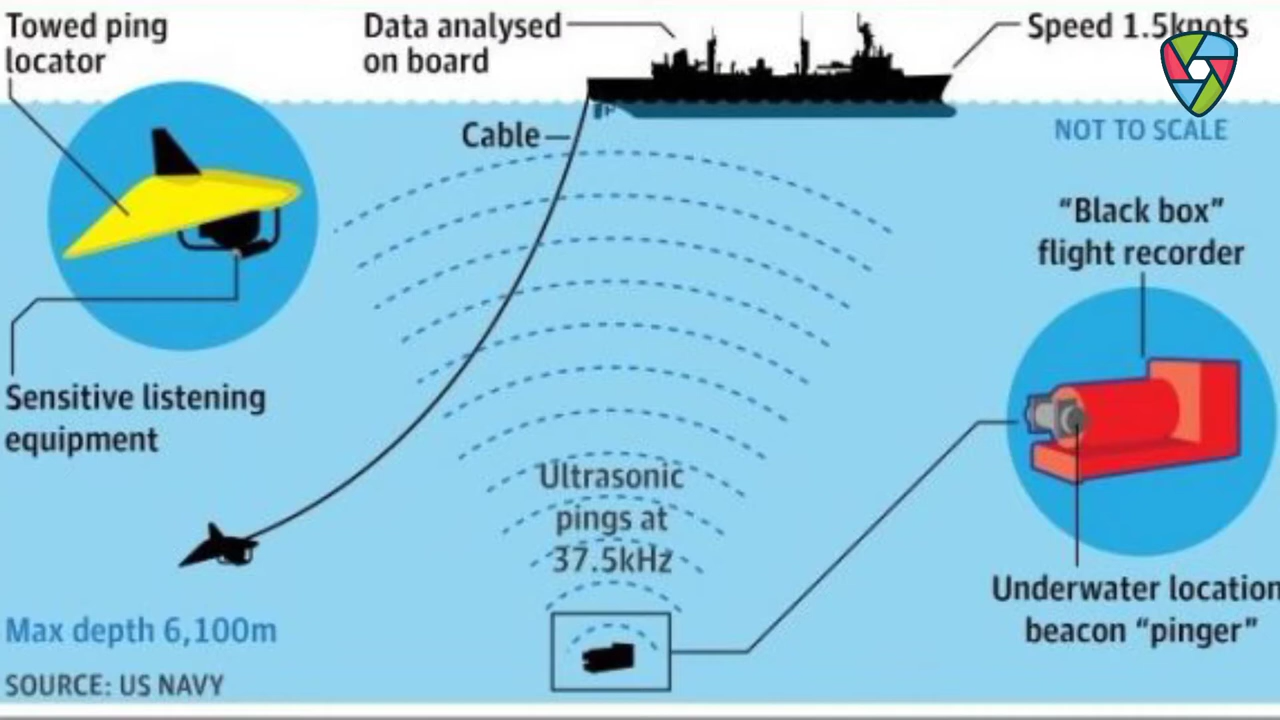 Towed ping
locator
Data analysed
on board
Speed 1.5knots
Cable
NOT TO SCALE
"Black box"
flight recorder
Sensitive listening
equipment
Ultrasonic
pings at
37.5kHz
Underwater location
beacon "pinger"
Max depth 6,100m
SOURCE: US NAVY